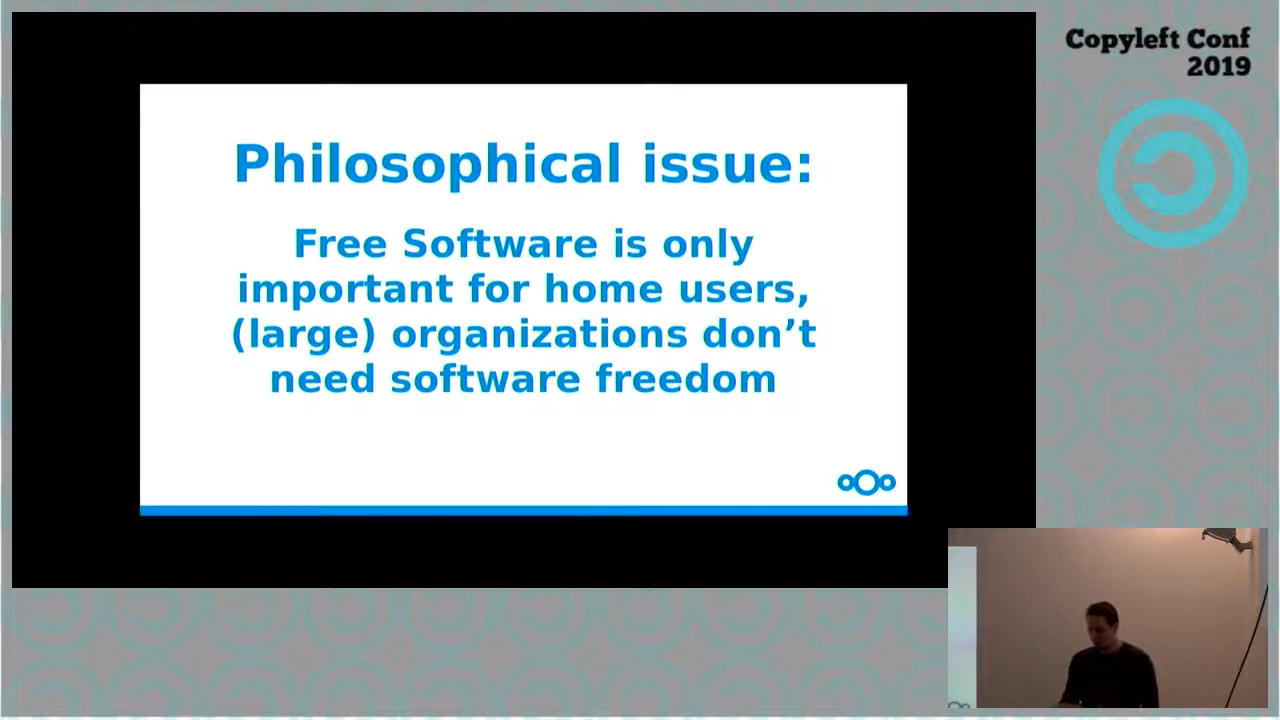 Copyleft Conf
2019
Philosophical issue:
Free Software is only
important for home users,
(large) organizations don’t
need software freedom